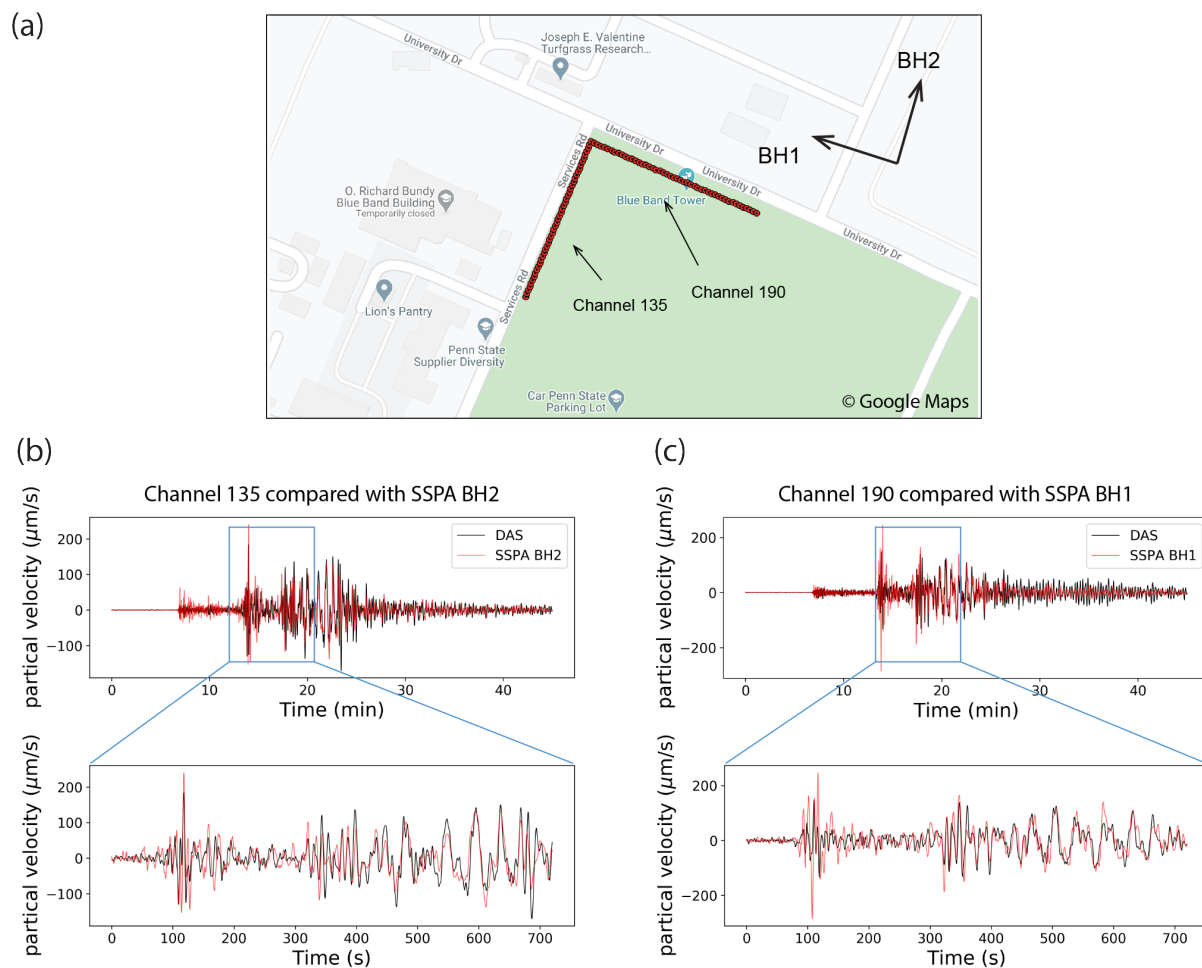 (a)
University Dr
Joseph E. Valentine
Turfgrass Research...
BH2
BH1
University Dr
University Dr
Services Rd
Blue Band Tower
O. Richard Bundy
Blue Band Building
Temporarily closed
University Dr
Channel 190
Channel 135
Services Rd
Lion's Pantry
Penn State
Supplier Diversity
Car Penn State
Parking Lot
© Google Maps
(b)
Channel 135 compared with SSPA BH2
partical velocity (μm/s)
200
100
0
−100
DAS
SSPA BH2
0 10 20 30 40
Time (min)
partical velocity (μm/s)
200
100
0
−100
0 100 200 300 400 500 600 700
Time (s)
(c)
Channel 190 compared with SSPA BH1
partical velocity (μm/s)
200
0
−200
DAS
SSPA BH1
0 10 20 30 40
Time (min)
partical velocity (μm/s)
200
0
−200
0 100 200 300 400 500 600 700
Time (s)